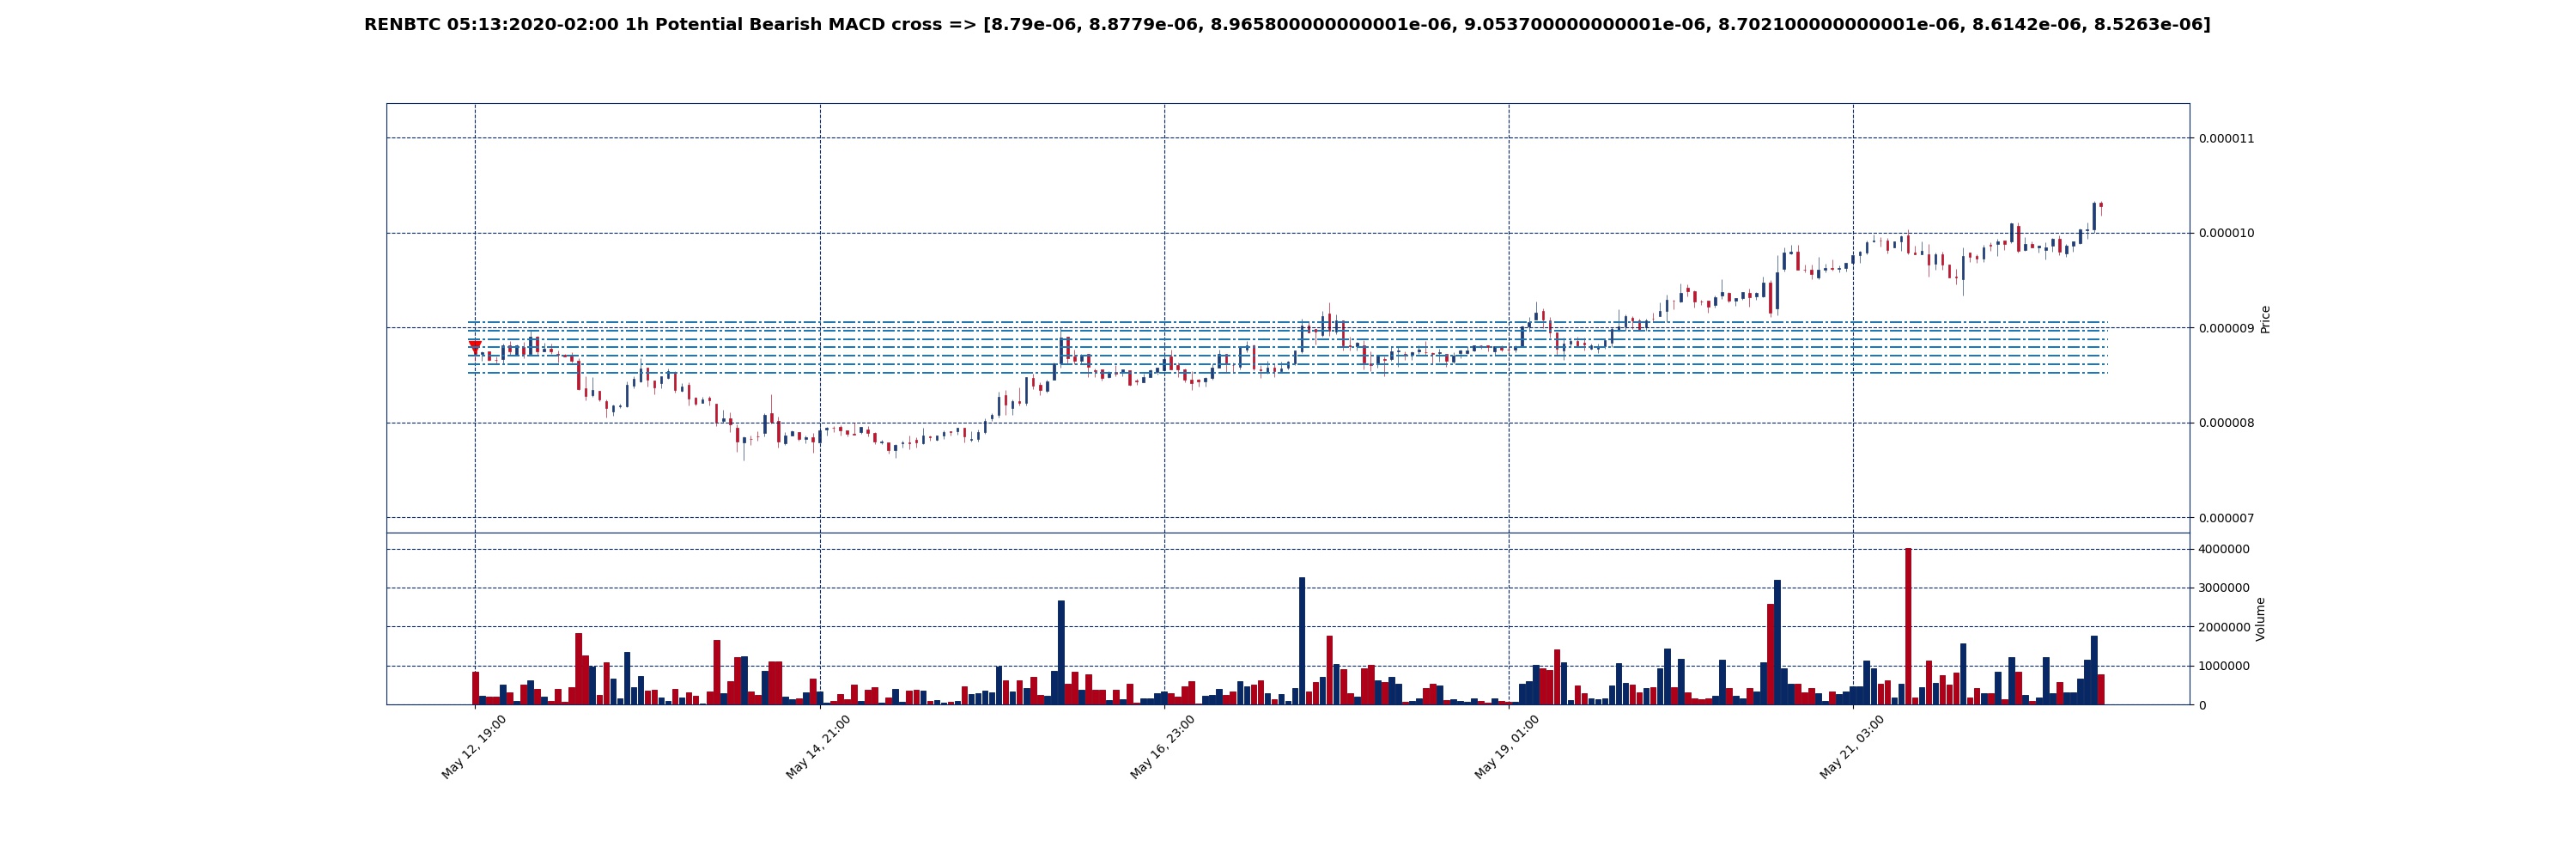 RENBTC 05:13:2020-02:00 1h Potential Bearish MACD cross => [8.79e-06, 8.8779e-06, 8.965800000000001e-06, 9.053700000000001e-06, 8.702100000000001e-06, 8.6142e-06, 8.5263e-06]
0.000011
0.000010
0.000009
0.000008
0.000007
Price
4000000
3000000
2000000
1000000
0
Volume
May 12, 19:00
May 14, 21:00
May 16, 23:00
May 19, 01:00
May 21, 03:00